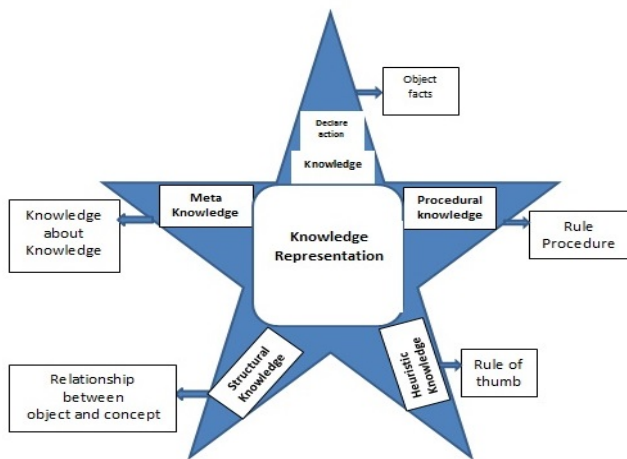 Object
facts
Declare
action
Knowledge
Meta
Knowledge
Procedural
knowledge
Knowledge
about
Knowledge
Knowledge
Representation
Rule
Procedure
Structural
Knowledge
Heuristic
Knowledge
Rule of
thumb
Relationship
between
object and concept